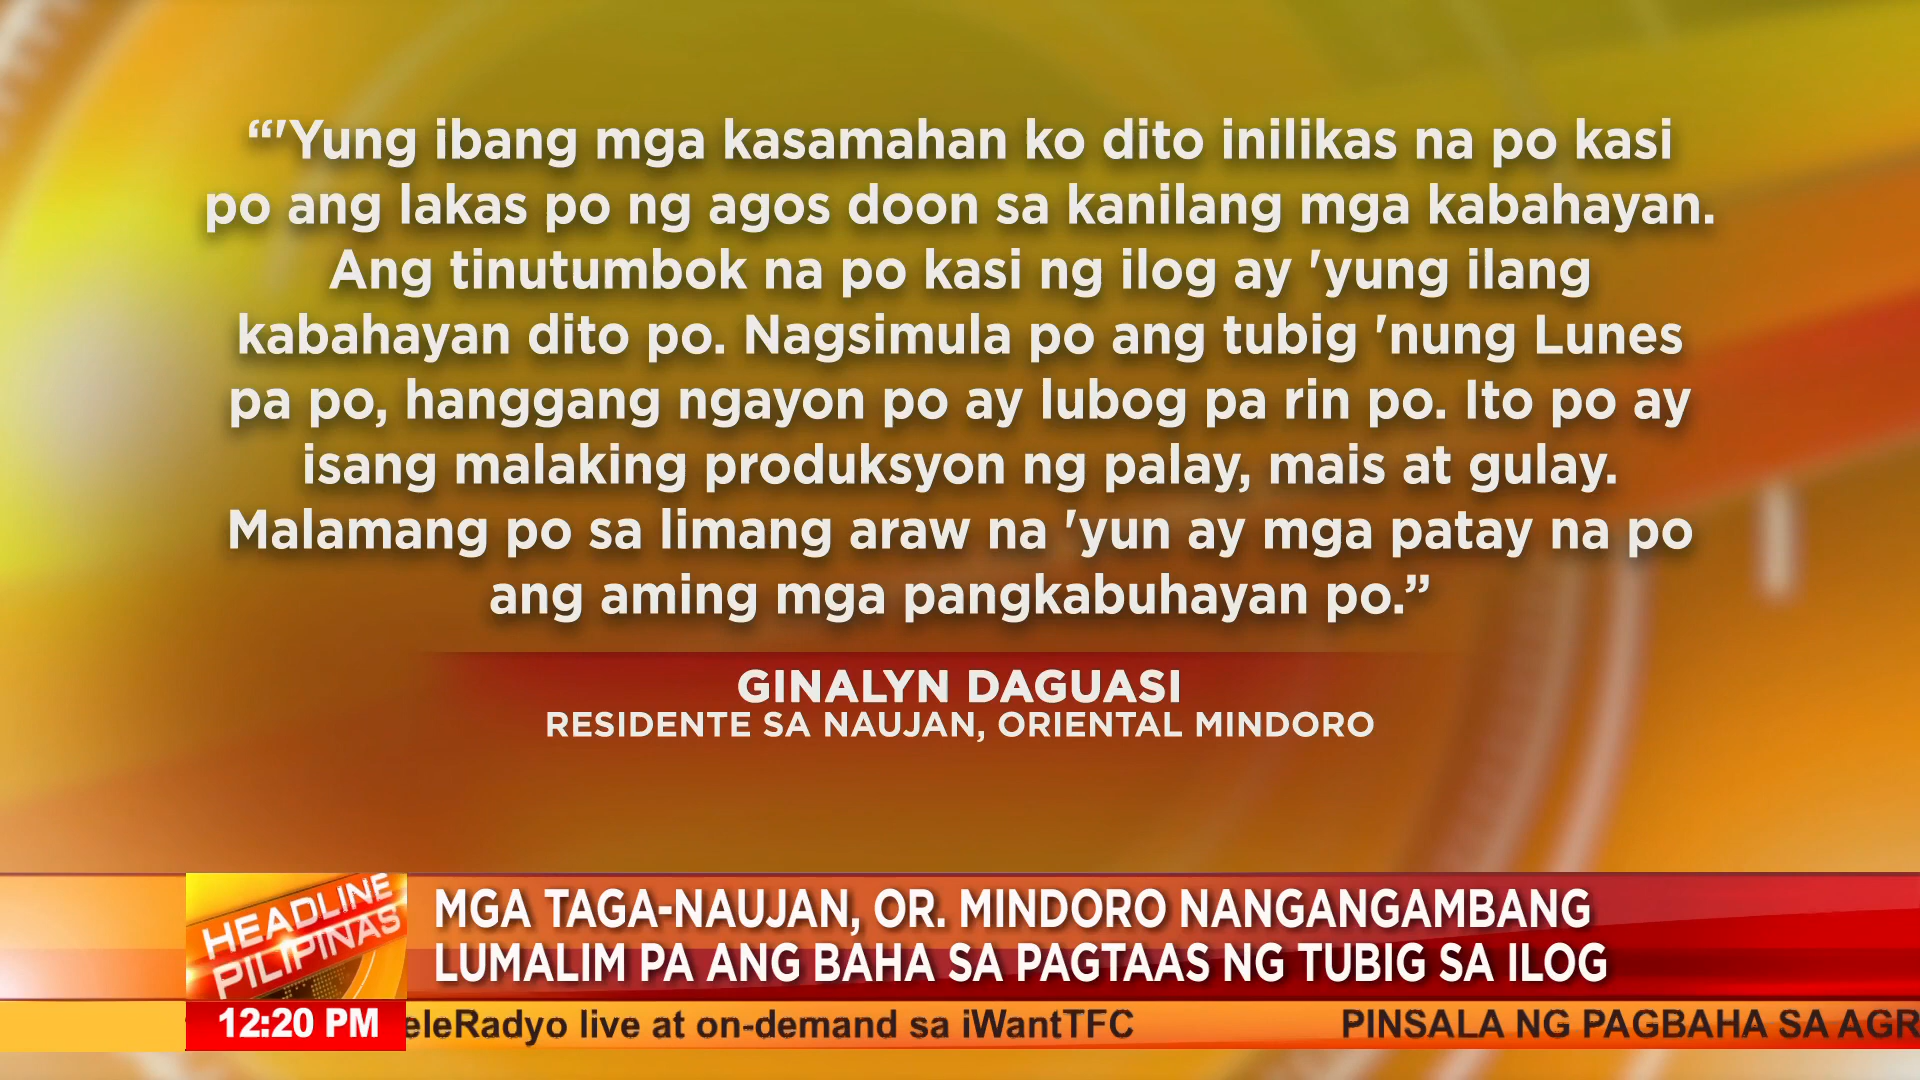 “'Yung ibang mga kasamahan ko dito inilikas na po kasi
po ang lakas po ng agos doon sa kanilang mga kabahayan.
Ang tinutumbok na po kasi ng ilog ay 'yung ilang
kabahayan dito po. Nagsimula po ang tubig 'nung Lunes
pa po, hanggang ngayon po ay lubog pa rin po. Ito po ay
isang malaking produksyon ng palay, mais at gulay.
Malamang po sa limang araw na 'yun ay mga patay na po
ang aming mga pangkabuhayan po.”
GINALYN DAGUASI
RESIDENTE SA NAUJAN, ORIENTAL MINDORO
HEADLINE
PILIPINAS
MGA TAGA-NAUJAN, OR. MINDORO NANGANGAMBANG
LUMALIM PA ANG BAHA SA PAGTAAS NG TUBIG SA ILOG
12:20 PM
eleRadyo live at on-demand sa iWantTFC PINSALA NG PAGBAHA SA AGR